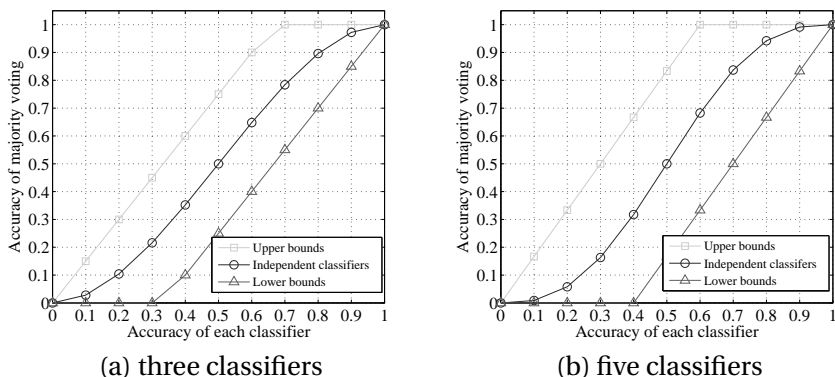 1
0.9
0.8
0.7
0.6
0.5
0.4
0.3
0.2
0.1
0
Accuracy of majority voting
Upper bounds
Independent classifiers
Lower bounds
0 0.1 0.2 0.3 0.4 0.5 0.6 0.7 0.8 0.9 1
Accuracy of each classifier
(a) three classifiers
1
0.9
0.8
0.7
0.6
0.5
0.4
0.3
0.2
0.1
0
Accuracy of majority voting
Upper bounds
Independent classifers
Lower bounds
0 0.1 0.2 0.3 0.4 0.5 0.6 0.7 0.8 0.9 1
Accuracy of each classifier
(b) five classifiers